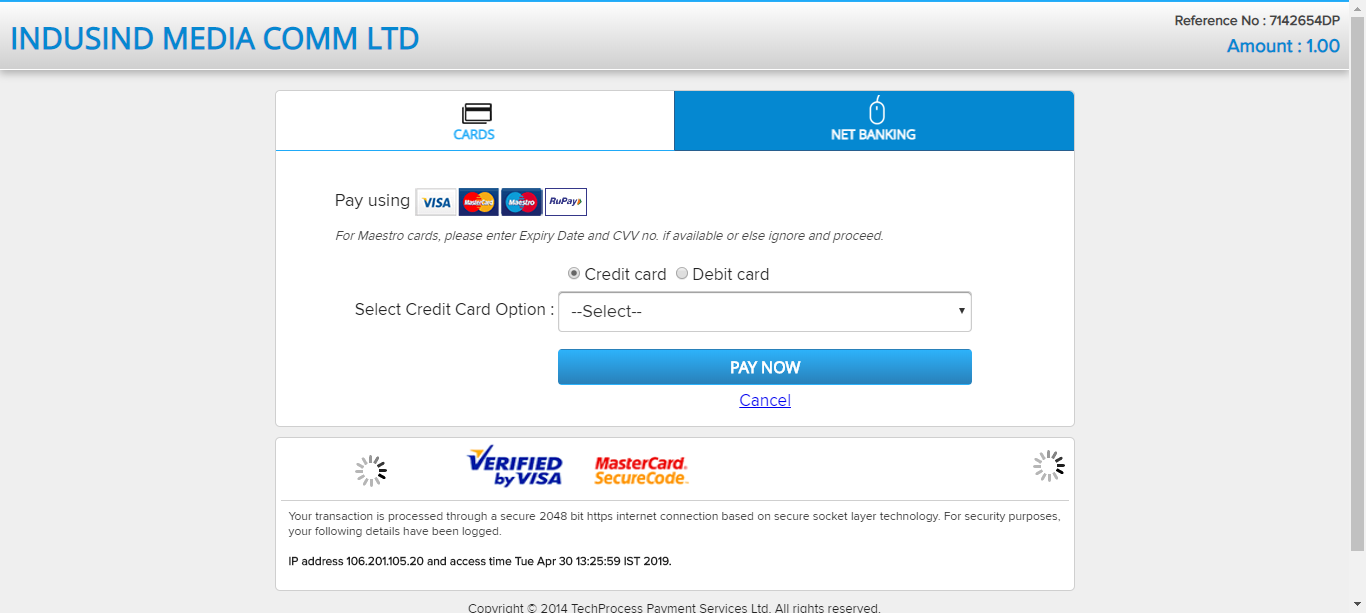 INDUSIND MEDIA COMM LTD
Reference No : 7142654DP
Amount : 1.00
CARDS
NET BANKING
Pay using VISA MasterCard Maestro RuPay
For Maestro cards, please enter Expiry Date and CVV no. if available or else ignore and proceed.
Credit card Debit card
Select Credit Card Option : --Select--
PAY NOW
Cancel
VERIFIED by VISA
MasterCard. SecureCode.
Your transaction is processed through a secure 2048 bit https internet connection based on secure socket layer technology. For security purposes,
your following details have been logged.
IP address 106.201.105.20 and access time Tue Apr 30 13:25:59 IST 2019.
Copyright © 2014 TechProcess Payment Services Ltd. All rights reserved.